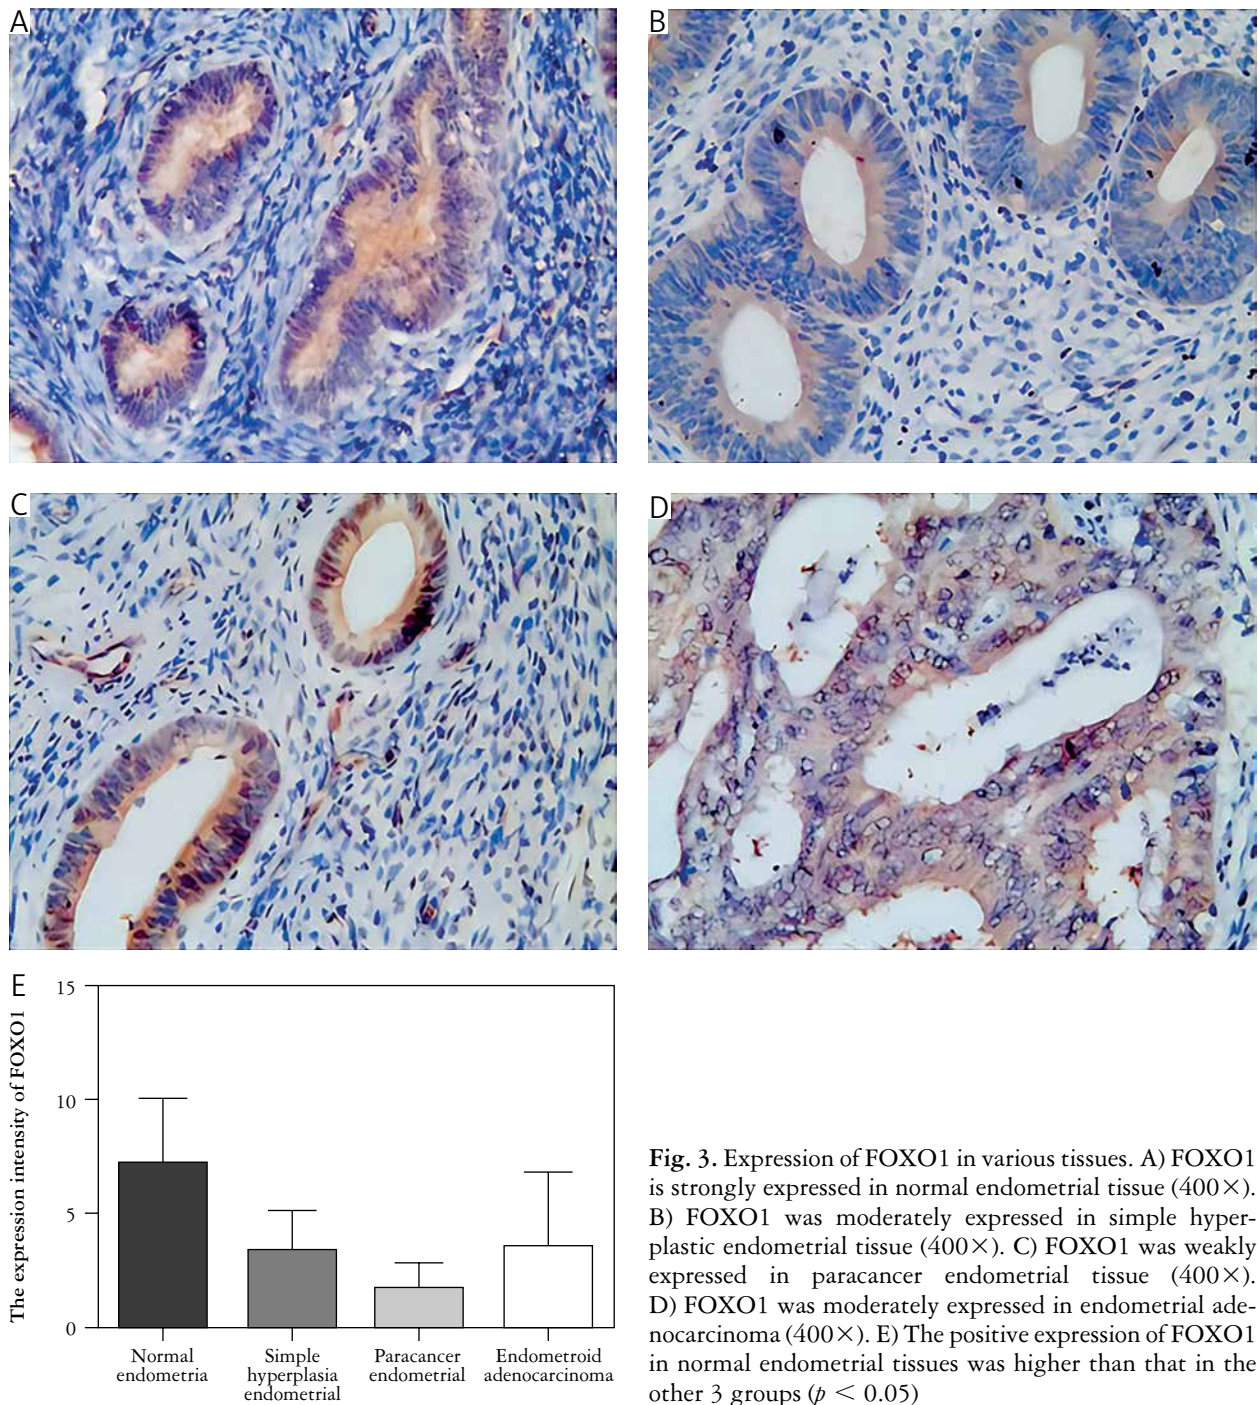 A
B
C
D
E
15
10
5
0
The expression intensity of FOXO1
Normal
endometria
Simple
hyperplasia
endometrial
Paracancer
endometrial
Endometroid
adenocarcinoma
Fig. 3. Expression of FOXO1 in various tissues. A) FOXO1
is strongly expressed in normal endometrial tissue (400×).
B) FOXO1 was moderately expressed in simple hyper-
plastic endometrial tissue (400×). C) FOXO1 was weakly
expressed in paracancer endometrial tissue (400×).
D) FOXO1 was moderately expressed in endometrial ade-
nocarcinoma (400×). E) The positive expression of FOXO1
in normal endometrial tissues was higher than that in the
other 3 groups (p < 0.05)